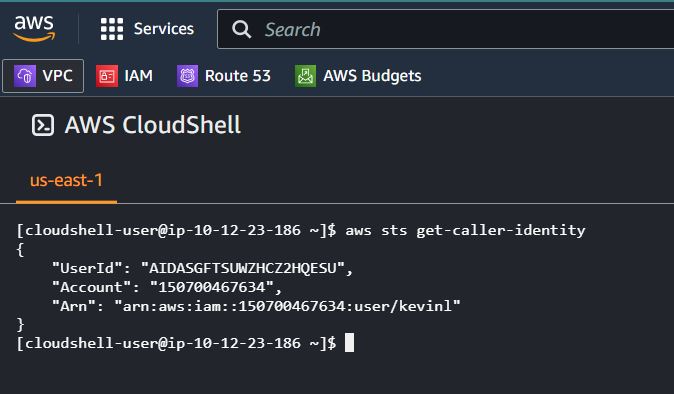 aws Services Search
VPC IAM Route 53 AWS Budgets
AWS CloudShell
us-east-1
[cloudshell-user@ip-10-12-23-186 ~]$ aws sts get-caller-identity
{
    "UserId": "AIDASGFTSUWZHCZ2HQESU",
    "Account": "150700467634",
    "Arn": "arn:aws:iam::150700467634:user/kevinl"
}
[cloudshell-user@ip-10-12-23-186 ~]$